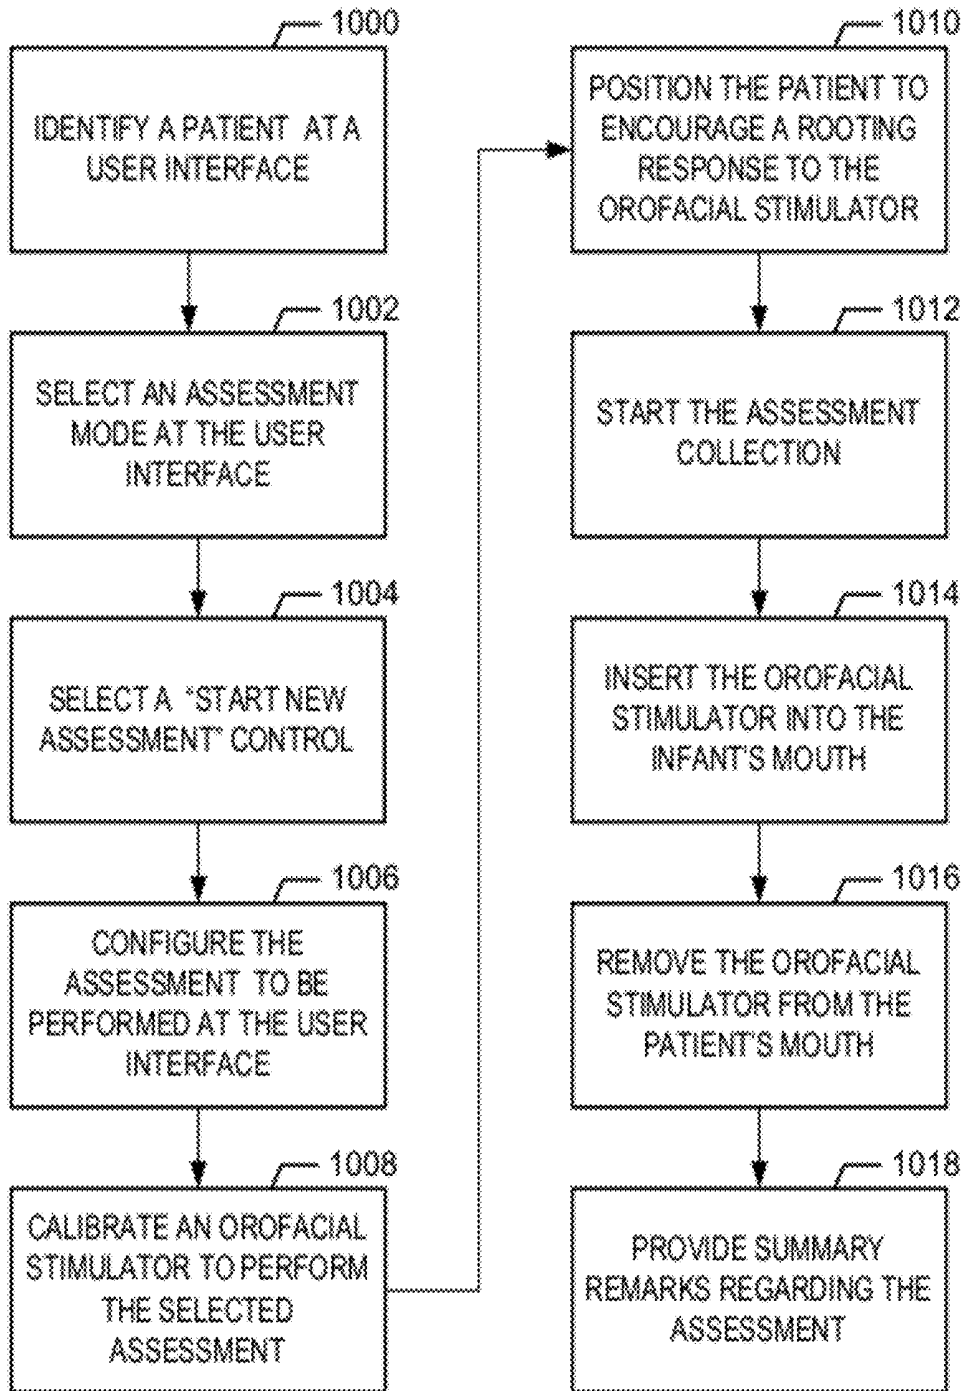 1000
IDENTIFY A PATIENT AT A
USER INTERFACE
1002
SELECT AN ASSESSMENT
MODE AT THE USER
INTERFACE
1004
SELECT A "START NEW
ASSESSMENT" CONTROL
1006
CONFIGURE THE
ASSESSMENT TO BE
PERFORMED AT THE USER
INTERFACE
1008
CALIBRATE AN OROFACIAL
STIMULATOR TO PERFORM
THE SELECTED
ASSESSMENT
1010
POSITION THE PATIENT TO
ENCOURAGE A ROOTING
RESPONSE TO THE
OROFACIAL STIMULATOR
1012
START THE ASSESSMENT
COLLECTION
1014
INSERT THE OROFACIAL
STIMULATOR INTO THE
INFANT'S MOUTH
1016
REMOVE THE OROFACIAL
STIMULATOR FROM THE
PATIENT'S MOUTH
1018
PROVIDE SUMMARY
REMARKS REGARDING THE
ASSESSMENT